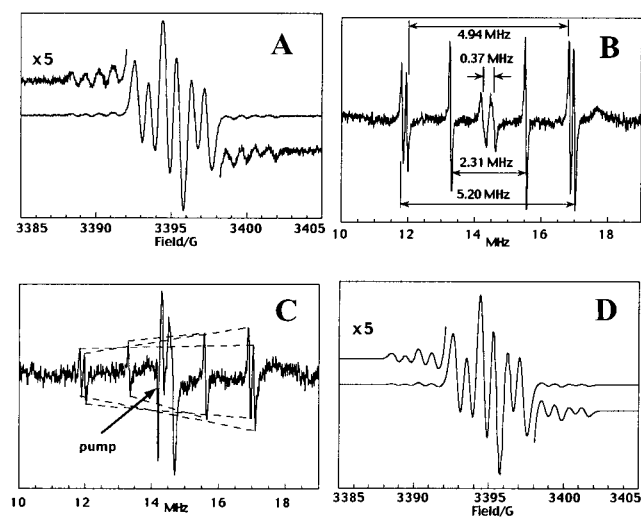 A
x5
3385 3390 3395 3400 3405
Field/G
B
4.94 MHz
0.37 MHz
2.31 MHz
5.20 MHz
10 12 14 16 18
MHz
C
pump
10 12 14 16 18
MHz
D
x5
3385 3390 3395 3400 3405
Field/G